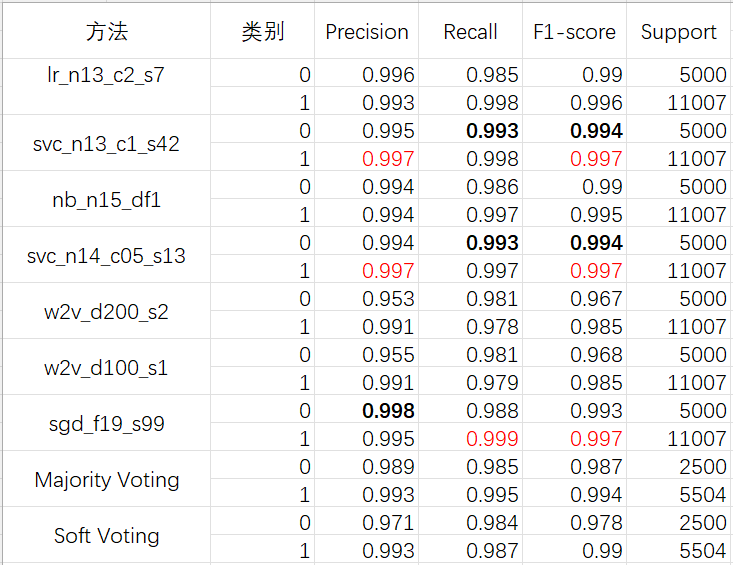 方法 类别 Precision Recall F1-score Support
lr_n13_c2_s7 0 0.996 0.985 0.99 5000
1 0.993 0.998 0.996 11007
svc_n13_c1_s42 0 0.995 0.993 0.994 5000
1 0.997 0.998 0.997 11007
nb_n15_df1 0 0.994 0.986 0.99 5000
1 0.994 0.997 0.995 11007
svc_n14_c05_s13 0 0.994 0.993 0.994 5000
1 0.997 0.997 0.997 11007
w2v_d200_s2 0 0.953 0.981 0.967 5000
1 0.991 0.978 0.985 11007
w2v_d100_s1 0 0.955 0.981 0.968 5000
1 0.991 0.979 0.985 11007
sgd_f19_s99 0 0.998 0.988 0.993 5000
1 0.995 0.999 0.997 11007
Majority Voting 0 0.989 0.985 0.987 2500
1 0.993 0.995 0.994 5504
Soft Voting 0 0.971 0.984 0.978 2500
1 0.993 0.987 0.99 5504